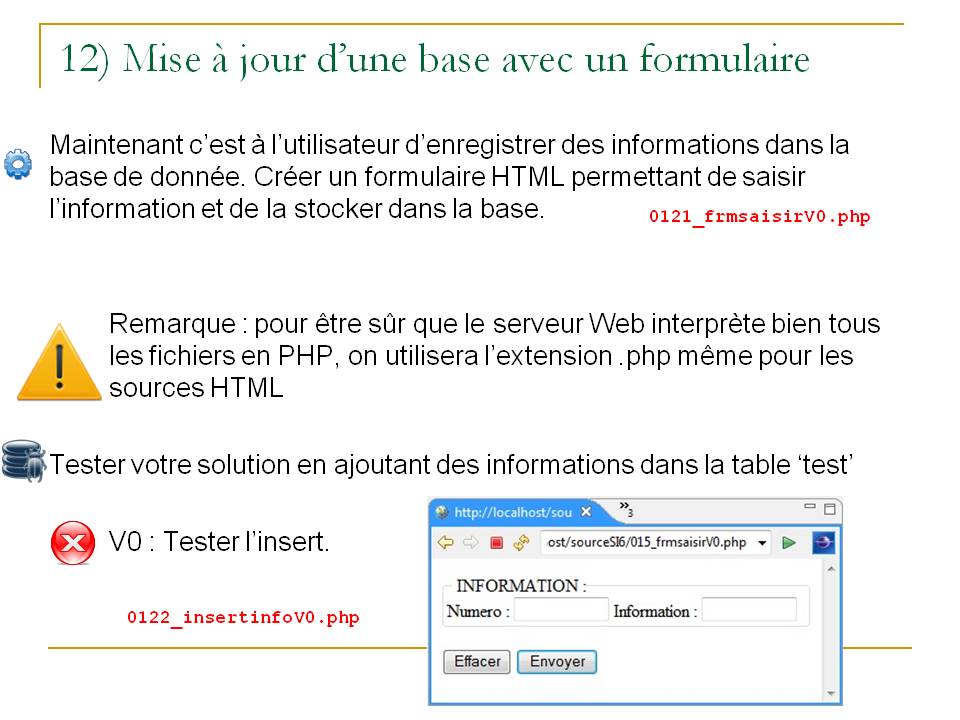 12) Mise à jour d’une base avec un formulaire
Maintenant c’est à l’utilisateur d’enregistrer des informations dans la
base de donnée. Créer un formulaire HTML permettant de saisir
l’information et de la stocker dans la base.
0121_frmsaisirV0.php
Remarque : pour être sûr que le serveur Web interprète bien tous
les fichiers en PHP, on utilisera l’extension .php même pour les
sources HTML
Tester votre solution en ajoutant des informations dans la table ‘test’
V0 : Tester l’insert.
0122_insertinfoV0.php
http://localhost/sou
»3
ost/sourceSI6/015_frmsaisirV0.php
INFORMATION :
Numero : Information :
Effacer Envoyer